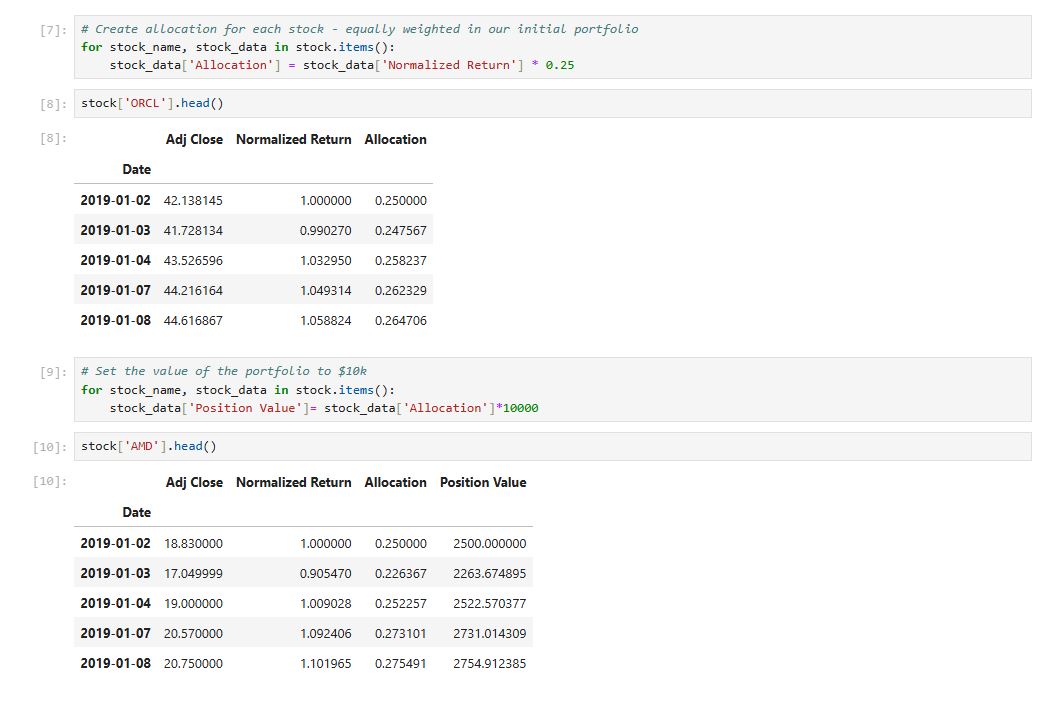 [7]: # Create allocation for each stock - equally weighted in our initial portfolio
for stock_name, stock_data in stock.items():
    stock_data['Allocation'] = stock_data['Normalized Return'] * 0.25
[8]: stock['ORCL'].head()
[8]: Adj Close Normalized Return Allocation
Date
2019-01-02 42.138145 1.000000 0.250000
2019-01-03 41.728134 0.990270 0.247567
2019-01-04 43.526596 1.032950 0.258237
2019-01-07 44.216164 1.049314 0.262329
2019-01-08 44.616867 1.058824 0.264706
[9]: # Set the value of the portfolio to $10k
for stock_name, stock_data in stock.items():
    stock_data['Position Value']= stock_data['Allocation']*10000
[10]: stock['AMD'].head()
[10]: Adj Close Normalized Return Allocation Position Value
Date
2019-01-02 18.830000 1.000000 0.250000 2500.000000
2019-01-03 17.049999 0.905470 0.226367 2263.674895
2019-01-04 19.000000 1.009028 0.252257 2522.570377
2019-01-07 20.570000 1.092406 0.273101 2731.014309
2019-01-08 20.750000 1.101965 0.275491 2754.912385